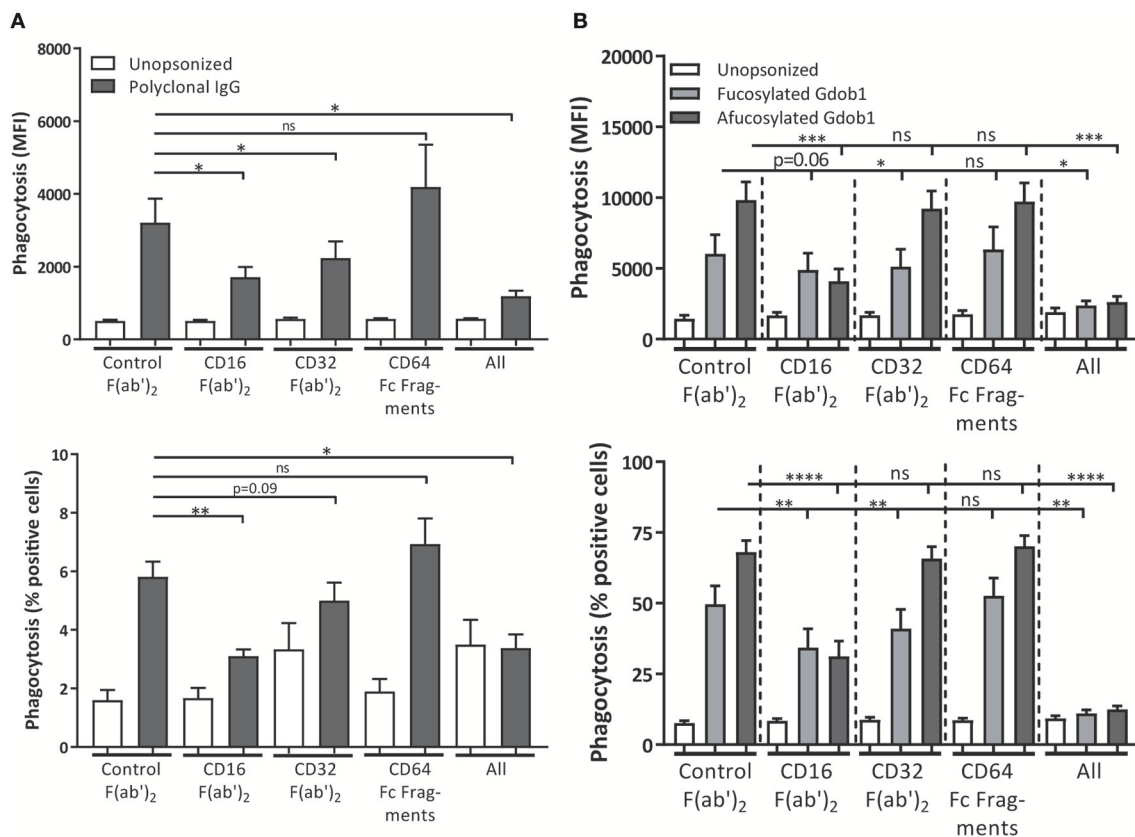 A
Phagocytosis (MFI)
8000
6000
4000
2000
0
Unopsonized
Polyclonal IgG
*
ns
*
*
Control
F(ab')2
CD16
F(ab')2
CD32
F(ab')2
CD64
Fc Frag-
ments
All
B
Phagocytosis (MFI)
20000
15000
10000
5000
0
Unopsonized
Fucosylated Gdob1
Afucosylated Gdob1
*** ns ns ***
p=0.06 * ns *
Control
F(ab')2
CD16
F(ab')2
CD32
F(ab')2
CD64
Fc Frag-
ments
All
Phagocytosis (% positive cells)
10
8
6
4
2
0
*
ns
p=0.09
**
Control
F(ab')2
CD16
F(ab')2
CD32
F(ab')2
CD64
Fc Frag-
ments
All
Phagocytosis (% positive cells)
100
75
50
25
0
**** ns ns ****
** ** ns **
Control
F(ab')2
CD16
F(ab')2
CD32
F(ab')2
CD64
Fc Frag-
ments
All